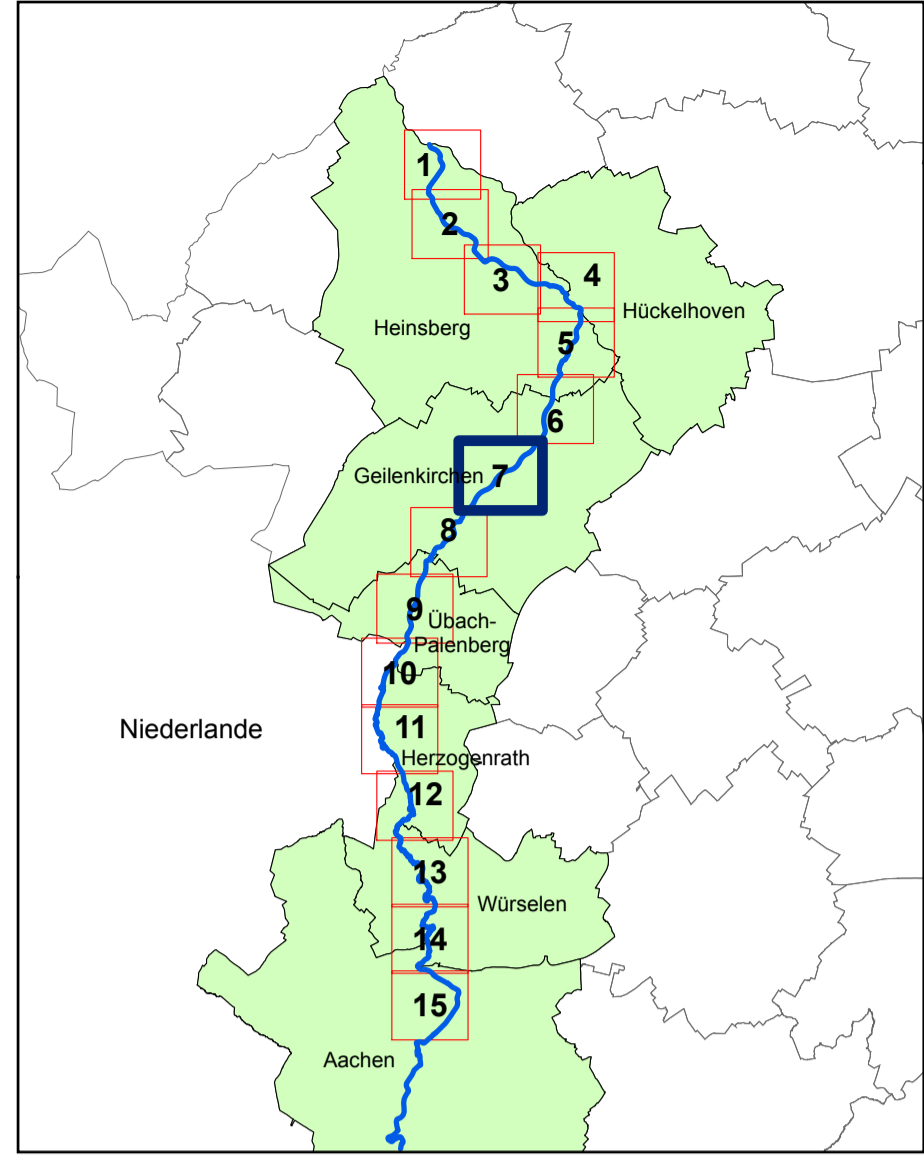 1
2
3
4
Hückelhoven
Heinsberg
5
6
Geilenkirchen
7
8
9
Übach-
Palenberg
10
Niederlande
11
Herzogenrath
12
13
Würselen
14
15
Aachen